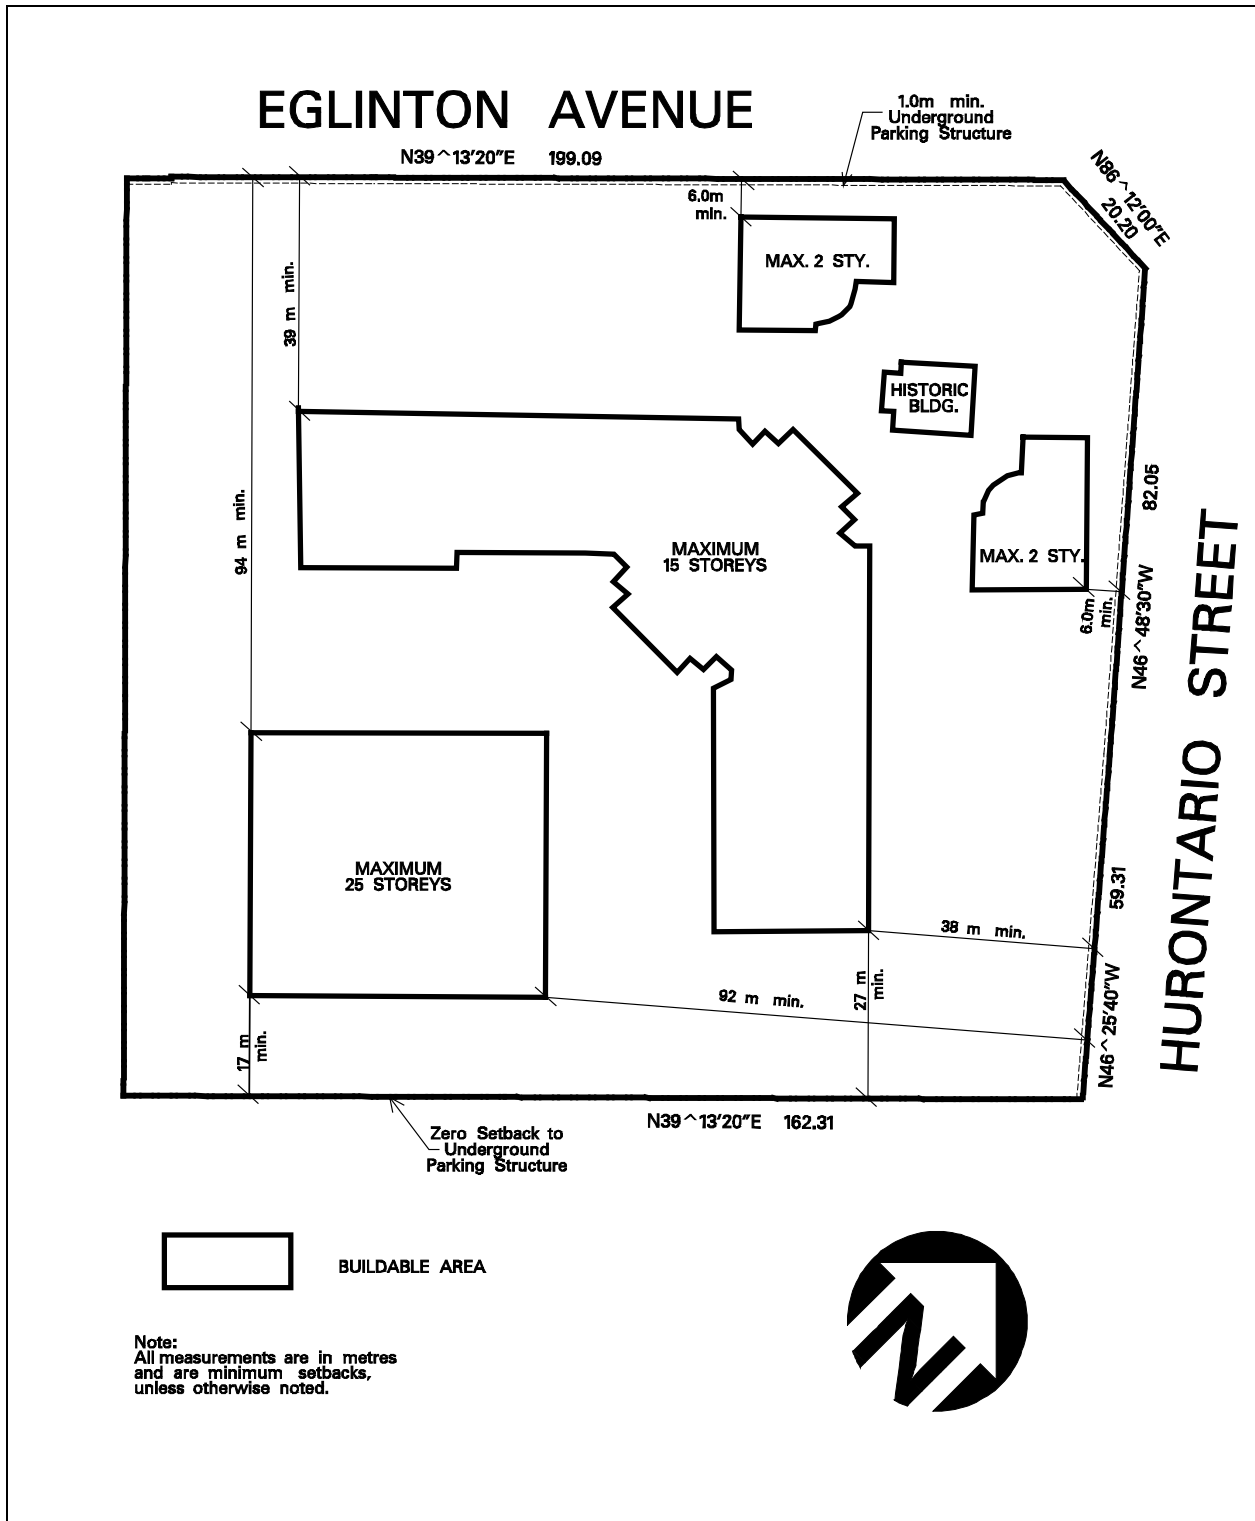 EGLINTON AVENUE
1.0m min.
Underground
Parking Structure
N39^13'20"E 199.09
N86^12'00"E
20.20
6.0m
min.
MAX. 2 STY.
39 m min.
HISTORIC
BLDG.
82.05
94 m min.
MAXIMUM
15 STOREYS
MAX. 2 STY.
6.0m
min.
N46^48'30"W
HURONTARIO STREET
MAXIMUM
25 STOREYS
59.31
38 m min.
27 m
min.
92 m min.
N46^25'40"W
17 m
min.
N39^13'20"E 162.31
Zero Setback to
Underground
Parking Structure
BUILDABLE AREA
N
Note:
All measurements are in metres
and are minimum setbacks,
unless otherwise noted.